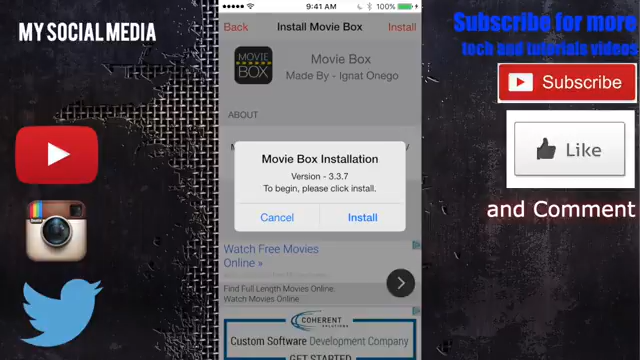 MY SOCIAL MEDIA
9:41 AM
100%
Back
Install Movie Box
Install
MOVIE
BOX
Movie Box
Made By - Ignat Onego
ABOUT
Movie Box Installation
Version - 3.3.7
To begin, please click install.
Cancel
Install
Watch Free Movies
Online »
Find Full Length Movies Online.
Watch Movies Online
COHERENT
SOLUTIONS
Custom Software Development Company
GET STARTED
Subscribe for more
tech and tutorials videos
Subscribe
Like
and Comment